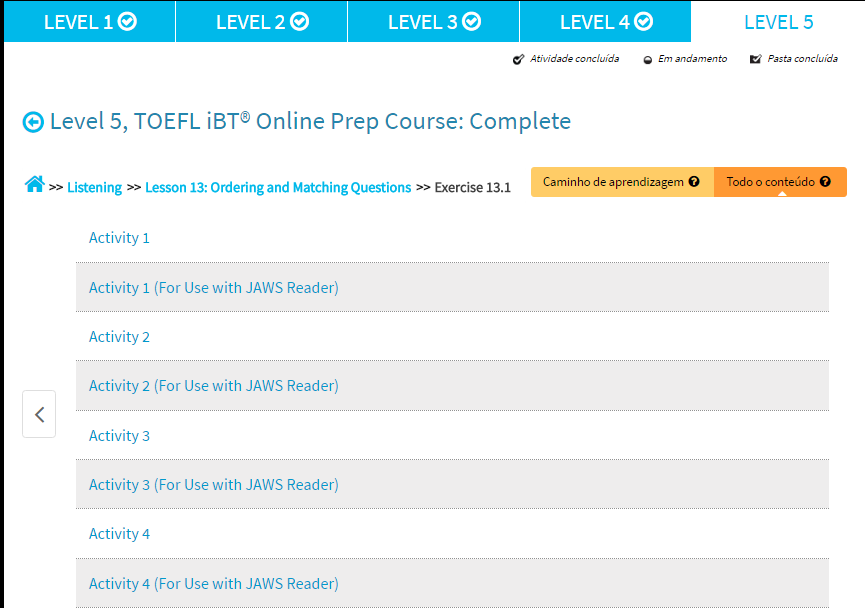 LEVEL 1 LEVEL 2 LEVEL 3 LEVEL 4 LEVEL 5
Atividade concluída Em andamento Pasta concluída
Level 5, TOEFL iBT® Online Prep Course: Complete
>> Listening >> Lesson 13: Ordering and Matching Questions >> Exercise 13.1
Caminho de aprendizagem ? Todo o conteúdo ?
Activity 1
Activity 1 (For Use with JAWS Reader)
Activity 2
Activity 2 (For Use with JAWS Reader)
Activity 3
Activity 3 (For Use with JAWS Reader)
Activity 4
Activity 4 (For Use with JAWS Reader)